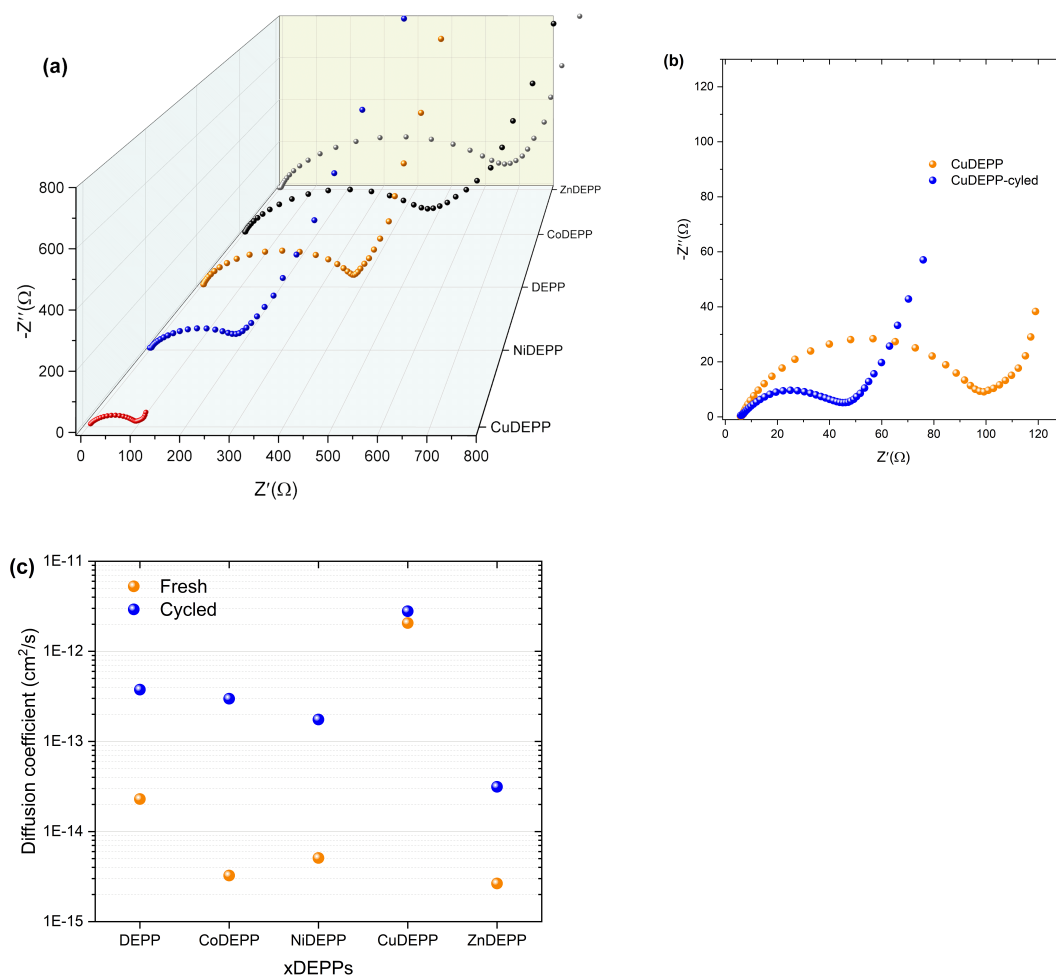 (a)
800
600
400
200
0
-Z''(Ω)
0 100 200 300 400 500 600 700 800
Z'(Ω)
ZnDEPP
CoDEPP
DEPP
NiDEPP
CuDEPP
(b)
120
100
80
60
40
20
0
-Z''(Ω)
CuDEPP
CuDEPP-cyled
0 20 40 60 80 100 120
Z'(Ω)
(c)
1E-11
1E-12
1E-13
1E-14
1E-15
Diffusion coefficient (cm²/s)
Fresh
Cycled
DEPP CoDEPP NiDEPP CuDEPP ZnDEPP
xDEPPs